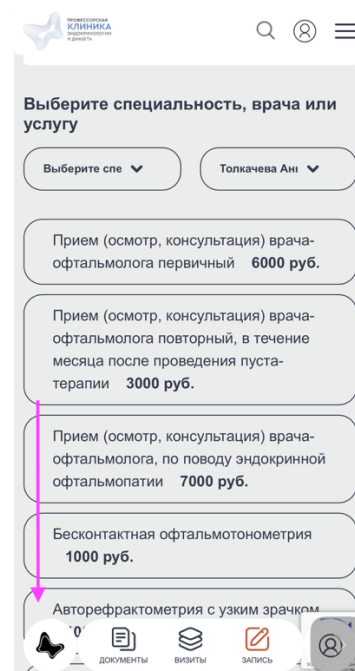 ПРОФЕССОРСКАЯ
КЛИНИКА
ЭНДОКРИНОЛОГИИ
И ДИАБЕТА
Выберите специальность, врача или
услугу
Выберите спе
Толкачева Анн
Прием (осмотр, консультация) врача-
офтальмолога первичный 6000 руб.
Прием (осмотр, консультация) врача-
офтальмолога повторный, в течение
месяца после проведения пуста-
терапии 3000 руб.
Прием (осмотр, консультация) врача-
офтальмолога, по поводу эндокринной
офтальмопатии 7000 руб.
Бесконтактная офтальмотонометрия
1000 руб.
Авторефрактометрия с узким зрачком
ДОКУМЕНТЫ
ВИЗИТЫ
ЗАПИСЬ